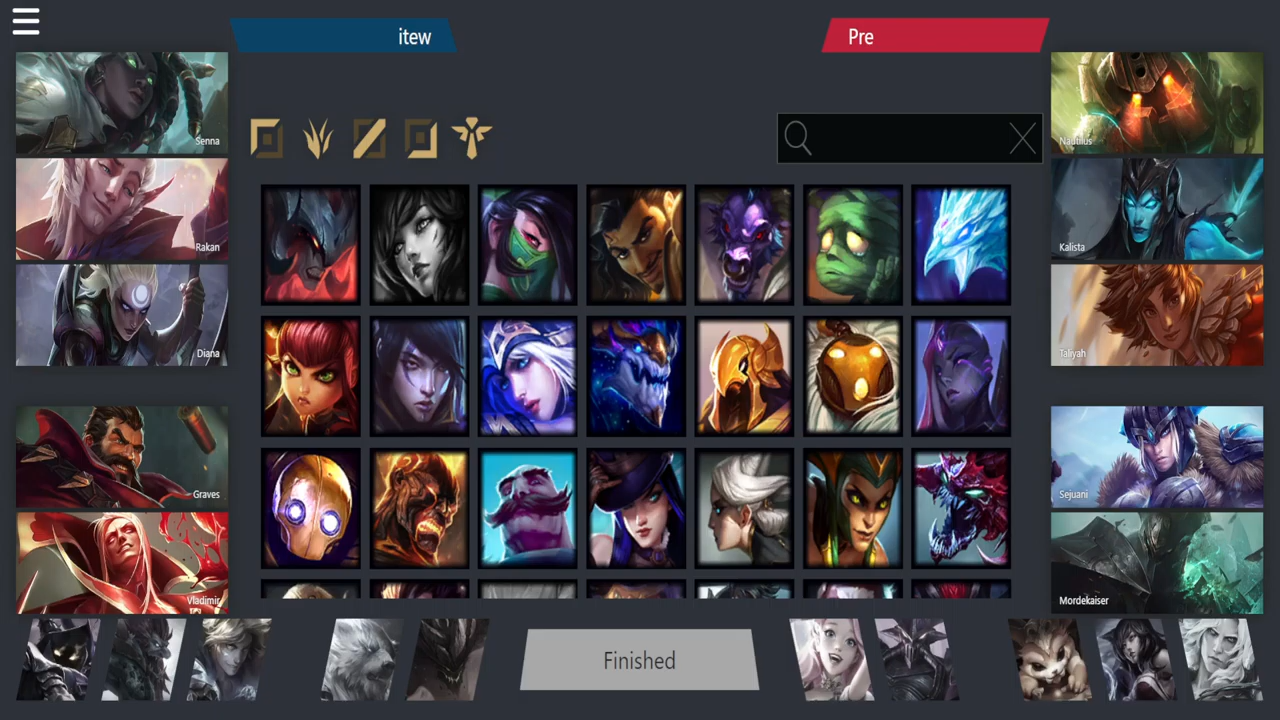 itew
Pre
Senna
Rakan
Diana
Graves
Vladimir
Nautilus
Kalista
Taliyah
Sejuani
Mordekaiser
Finished